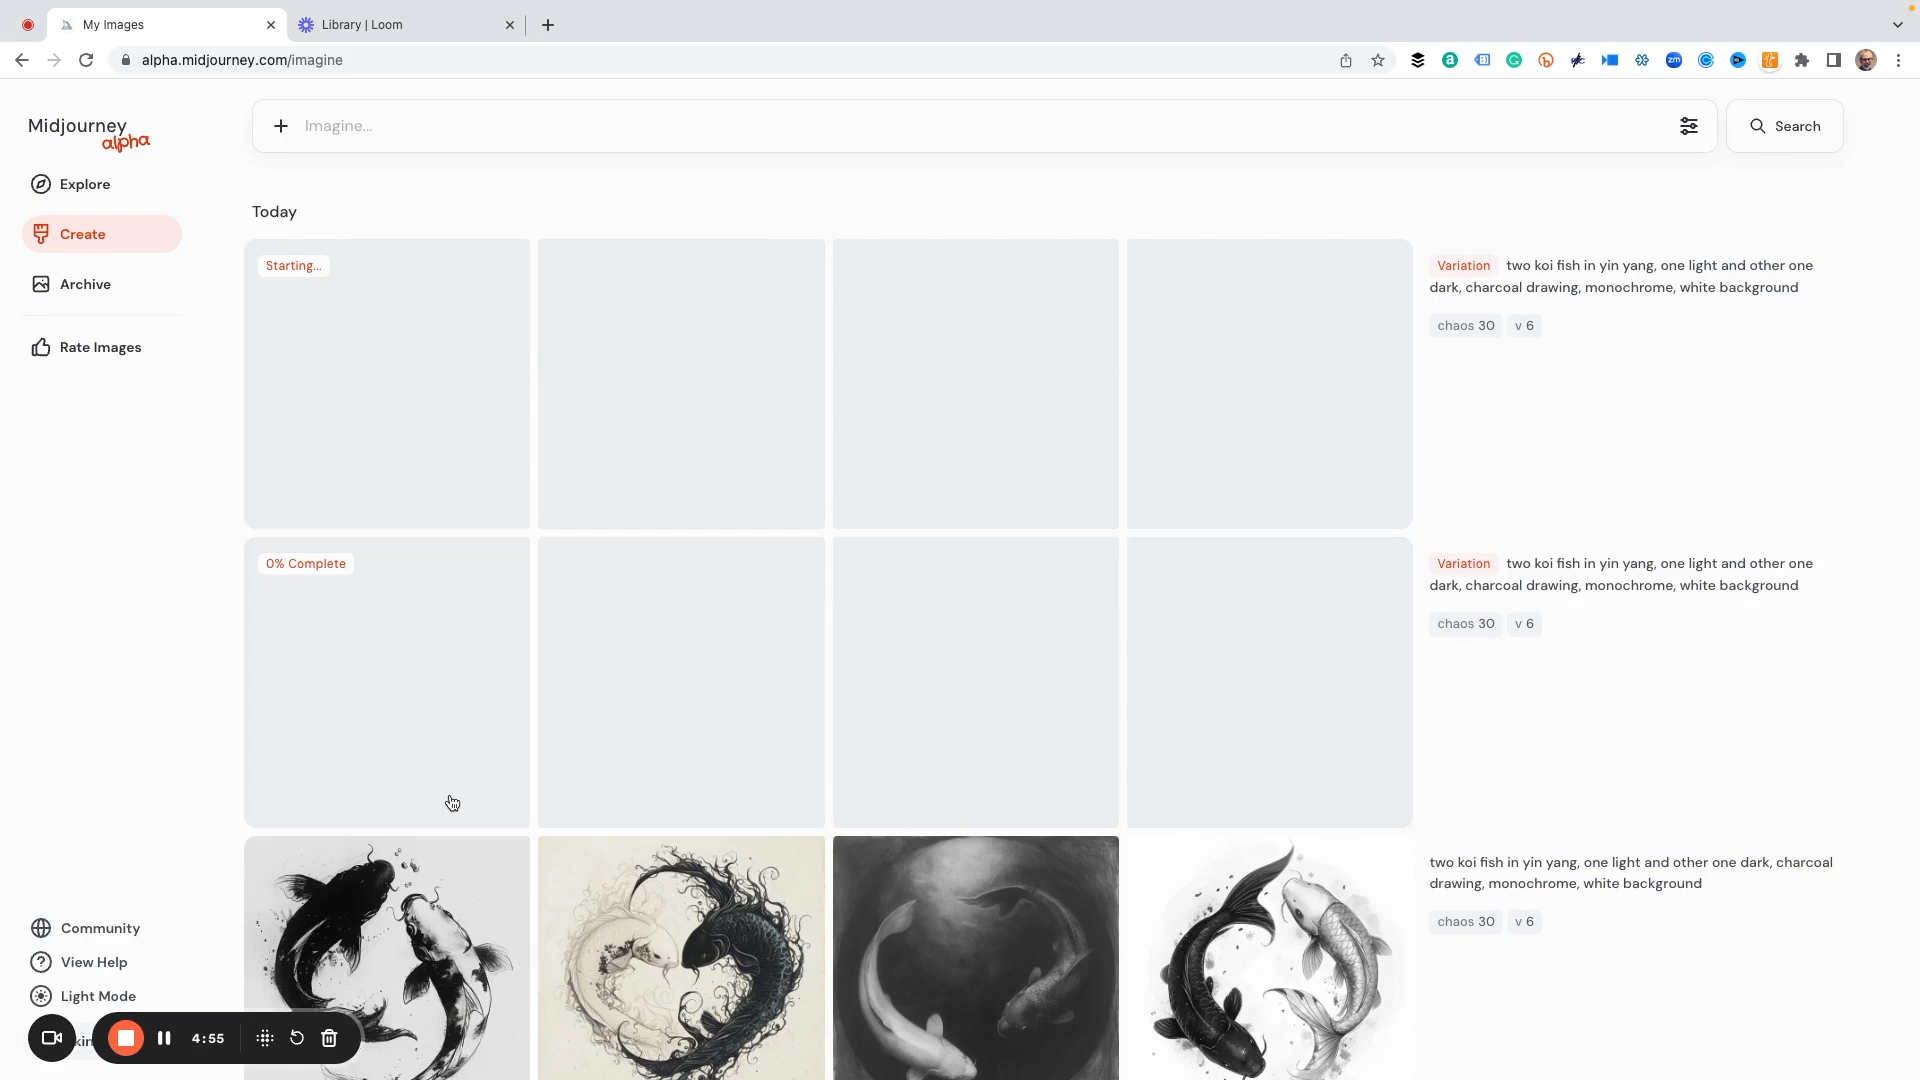 My Images
Library | Loom
alpha.midjourney.com/imagine
Midjourney
alpha
Imagine...
Search
Explore
Create
Archive
Rate Images
Today
Starting...
Variation two koi fish in yin yang, one light and other one
dark, charcoal drawing, monochrome, white background
chaos 30 v 6
0% Complete
Variation two koi fish in yin yang, one light and other one
dark, charcoal drawing, monochrome, white background
chaos 30 v 6
two koi fish in yin yang, one light and other one dark, charcoal
drawing, monochrome, white background
chaos 30 v 6
Community
View Help
Light Mode
4:55